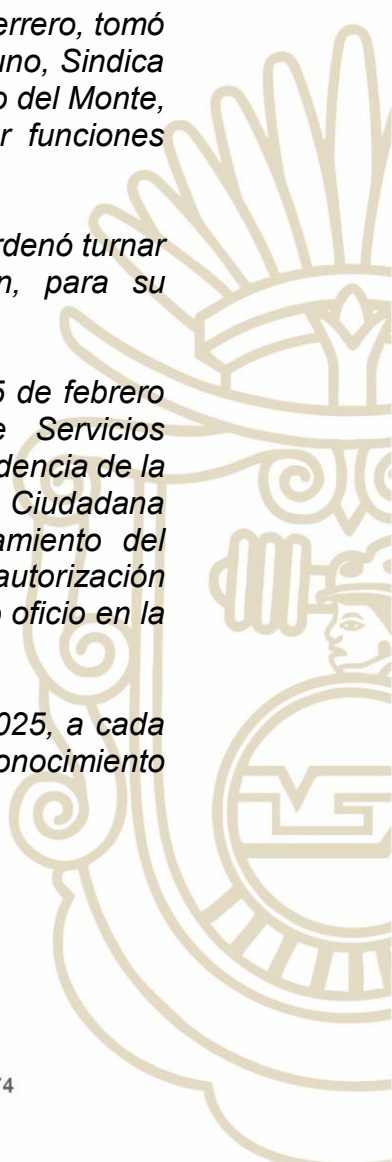 errero, tomó
uno, Sindica
o del Monte,
r funciones
rdenó turnar
n, para su
5 de febrero
e Servicios
dencia de la
Ciudadana
amiento del
autorización
o oficio en la
025, a cada
onocimiento
74